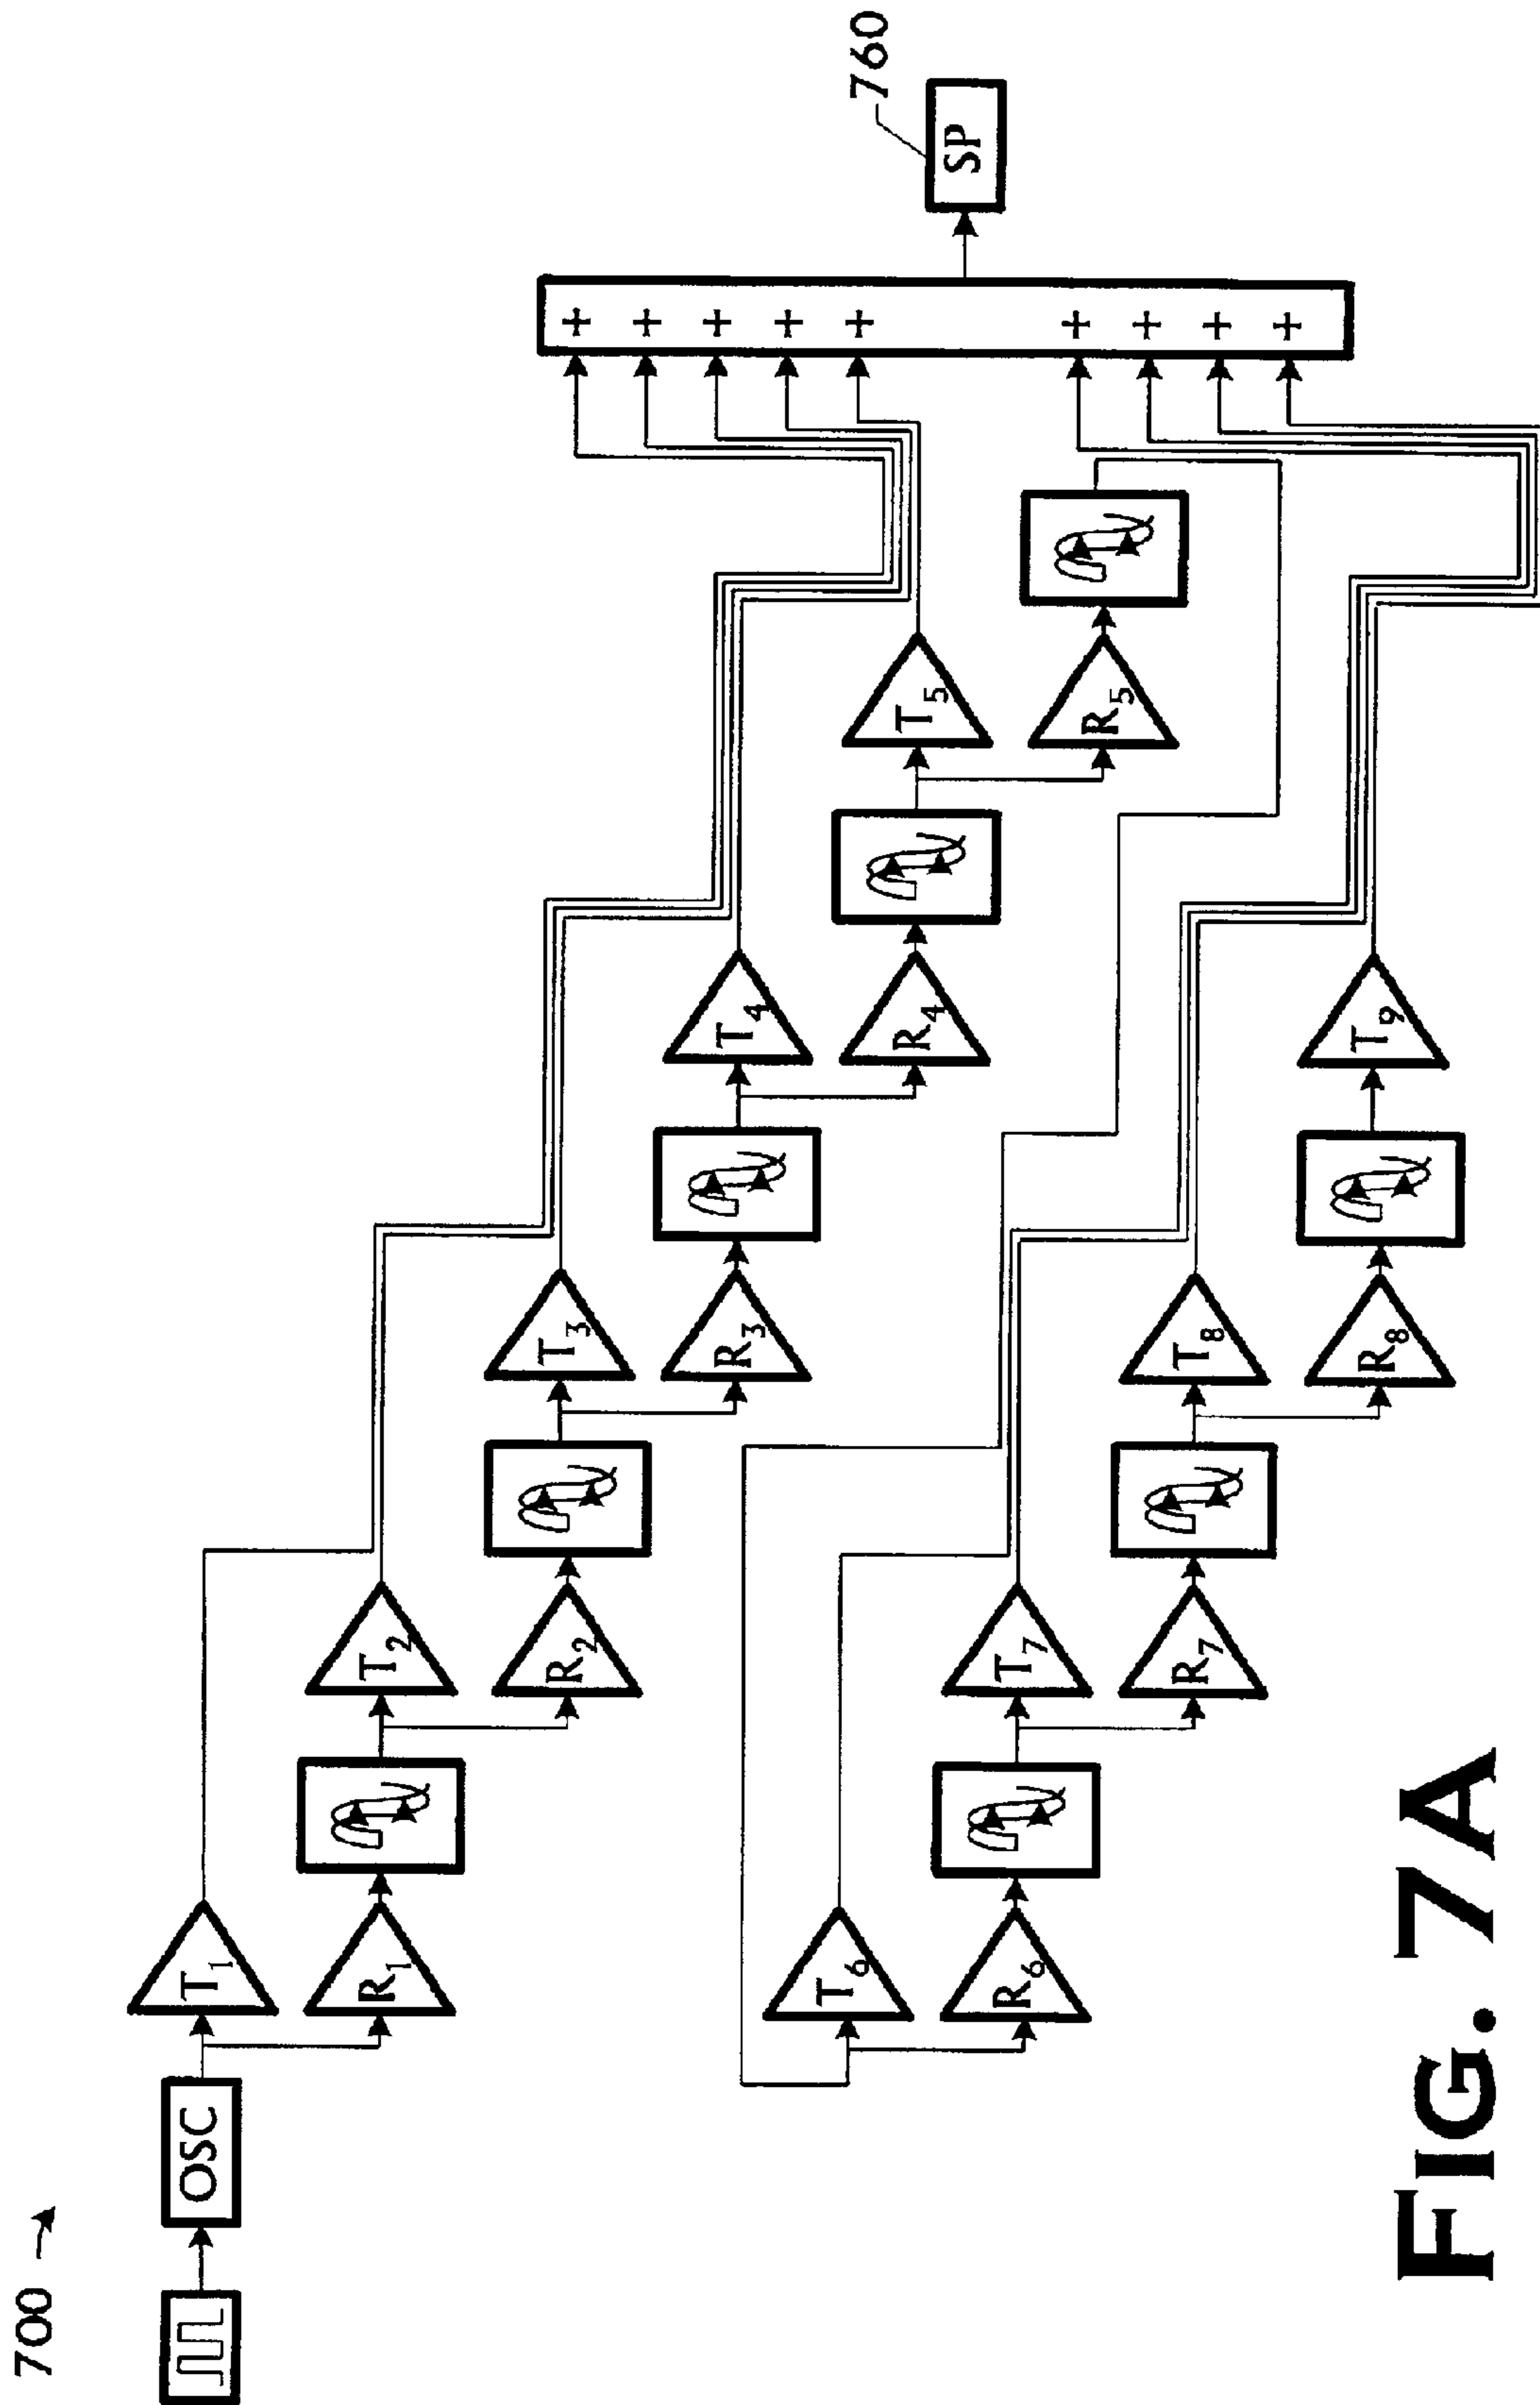 700
OSC
T1
R1
T2
R2
T3
R3
T4
R4
T5
R5
T6
R6
T7
R7
T8
R8
T9
+
+
+
+
+
+
+
+
+
SP
760
FIG. 7A